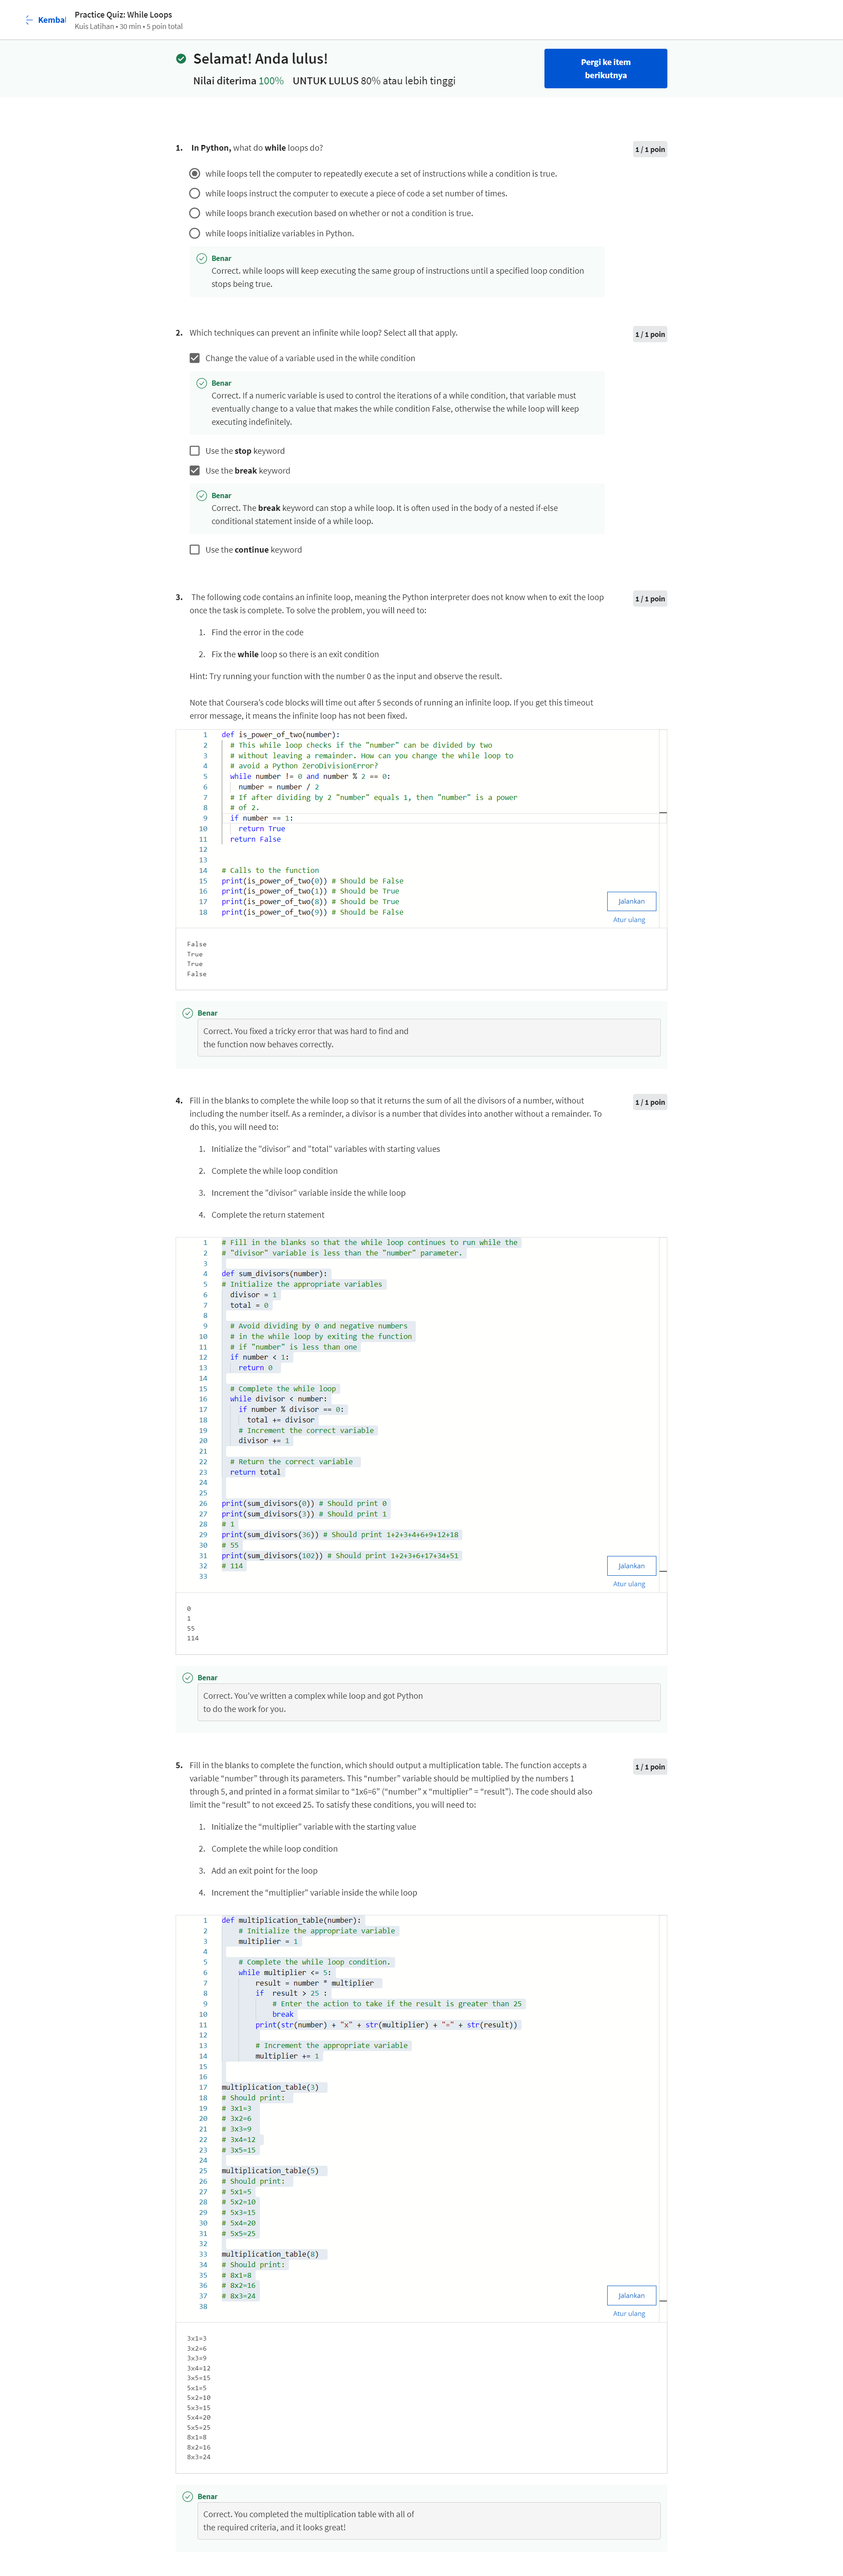 Kembali
Practice Quiz: While Loops
Kuis Latihan • 30 min • 5 poin total
Selamat! Anda lulus!
Nilai diterima 100% UNTUK LULUS 80% atau lebih tinggi
Pergi ke item
berikutnya
1. In Python, what do while loops do?
1 / 1 poin
while loops tell the computer to repeatedly execute a set of instructions while a condition is true.
while loops instruct the computer to execute a piece of code a set number of times.
while loops branch execution based on whether or not a condition is true.
while loops initialize variables in Python.
Benar
Correct. while loops will keep executing the same group of instructions until a specified loop condition
stops being true.
2. Which techniques can prevent an infinite while loop? Select all that apply.
1 / 1 poin
Change the value of a variable used in the while condition
Benar
Correct. If a numeric variable is used to control the iterations of a while condition, that variable must
eventually change to a value that makes the while condition False, otherwise the while loop will keep
executing indefinitely.
Use the stop keyword
Use the break keyword
Benar
Correct. The break keyword can stop a while loop. It is often used in the body of a nested if-else
conditional statement inside of a while loop.
Use the continue keyword
3. The following code contains an infinite loop, meaning the Python interpreter does not know when to exit the loop
once the task is complete. To solve the problem, you will need to:
1 / 1 poin
1. Find the error in the code
2. Fix the while loop so there is an exit condition
Hint: Try running your function with the number 0 as the input and observe the result.
Note that Coursera's code blocks will time out after 5 seconds of running an infinite loop. If you get this timeout
error message, it means the infinite loop has not been fixed.
1 def is_power_of_two(number):
2 # This while loop checks if the "number" can be divided by two
3 # without leaving a remainder. How can you change the while loop to
4 # avoid a Python ZeroDivisionError?
5 while number != 0 and number % 2 == 0:
6 number = number / 2
7 # If after dividing by 2 "number" equals 1, then "number" is a power
8 # of 2.
9 if number == 1:
10 return True
11 return False
12
13
14 # Calls to the function
15 print(is_power_of_two(0)) # Should be False
16 print(is_power_of_two(1)) # Should be True
17 print(is_power_of_two(8)) # Should be True
18 print(is_power_of_two(9)) # Should be False
Jalankan
Atur ulang
False
True
True
False
Benar
Correct. You fixed a tricky error that was hard to find and
the function now behaves correctly.
4. Fill in the blanks to complete the while loop so that it returns the sum of all the divisors of a number, without
including the number itself. As a reminder, a divisor is a number that divides into another without a remainder. To
do this, you will need to:
1 / 1 poin
1. Initialize the "divisor" and "total" variables with starting values
2. Complete the while loop condition
3. Increment the "divisor" variable inside the while loop
4. Complete the return statement
1 # Fill in the blanks so that the while loop continues to run while the
2 # "divisor" variable is less than the "number" parameter.
3
4 def sum_divisors(number):
5 # Initialize the appropriate variables
6 divisor = 1
7 total = 0
8
9 # Avoid dividing by 0 and negative numbers
10 # in the while loop by exiting the function
11 # if "number" is less than one
12 if number < 1:
13 return 0
14
15 # Complete the while loop
16 while divisor < number:
17 if number % divisor == 0:
18 total += divisor
19 # Increment the correct variable
20 divisor += 1
21
22 # Return the correct variable
23 return total
24
25
26 print(sum_divisors(0)) # Should print 0
27 print(sum_divisors(3)) # Should print 1
28 # 1
29 print(sum_divisors(36)) # Should print 1+2+3+4+6+9+12+18
30 # 55
31 print(sum_divisors(102)) # Should print 1+2+3+6+17+34+51
32 # 114
33
Jalankan
Atur ulang
0
1
55
114
Benar
Correct. You've written a complex while loop and got Python
to do the work for you.
5. Fill in the blanks to complete the function, which should output a multiplication table. The function accepts a
variable “number” through its parameters. This “number” variable should be multiplied by the numbers 1
through 5, and printed in a format similar to “1x6=6” (“number” x “multiplier” = “result”). The code should also
limit the “result” to not exceed 25. To satisfy these conditions, you will need to:
1 / 1 poin
1. Initialize the “multiplier” variable with the starting value
2. Complete the while loop condition
3. Add an exit point for the loop
4. Increment the “multiplier” variable inside the while loop
1 def multiplication_table(number):
2 # Initialize the appropriate variable
3 multiplier = 1
4
5 # Complete the while loop condition.
6 while multiplier <= 5:
7 result = number * multiplier
8 if result > 25 :
9 # Enter the action to take if the result is greater than 25
10 break
11 print(str(number) + "x" + str(multiplier) + "=" + str(result))
12
13 # Increment the appropriate variable
14 multiplier += 1
15
16
17 multiplication_table(3)
18 # Should print:
19 # 3x1=3
20 # 3x2=6
21 # 3x3=9
22 # 3x4=12
23 # 3x5=15
24
25 multiplication_table(5)
26 # Should print:
27 # 5x1=5
28 # 5x2=10
29 # 5x3=15
30 # 5x4=20
31 # 5x5=25
32
33 multiplication_table(8)
34 # Should print:
35 # 8x1=8
36 # 8x2=16
37 # 8x3=24
38
Jalankan
Atur ulang
3x1=3
3x2=6
3x3=9
3x4=12
3x5=15
5x1=5
5x2=10
5x3=15
5x4=20
5x5=25
8x1=8
8x2=16
8x3=24
Benar
Correct. You completed the multiplication table with all of
the required criteria, and it looks great!